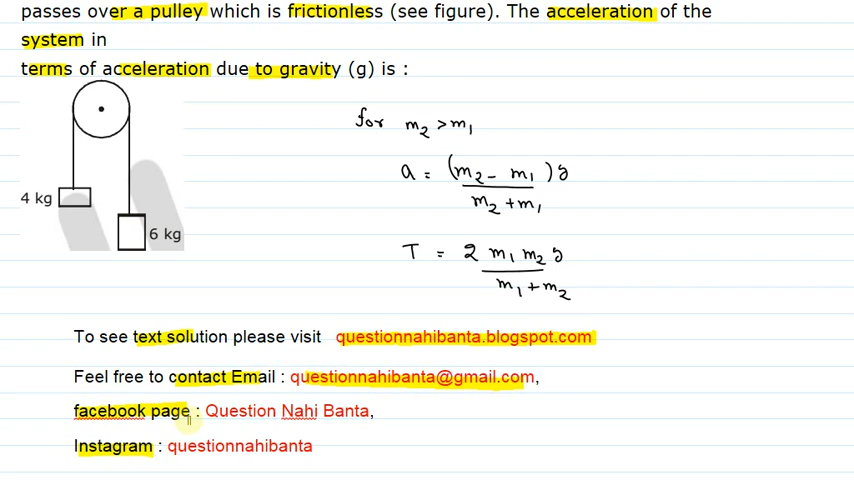 passes over a pulley which is frictionless (see figure). The acceleration of the
system in
terms of acceleration due to gravity (g) is :
for m₂ > m₁
a = (m₂ - m₁) g
m₂ + m₁
4 kg
6 kg
T = 2 m₁ m₂ g
m₁ + m₂
To see text solution please visit questionnahibanta.blogspot.com
Feel free to contact Email : questionnahibanta@gmail.com,
facebook page : Question Nahi Banta,
Instagram : questionnahibanta